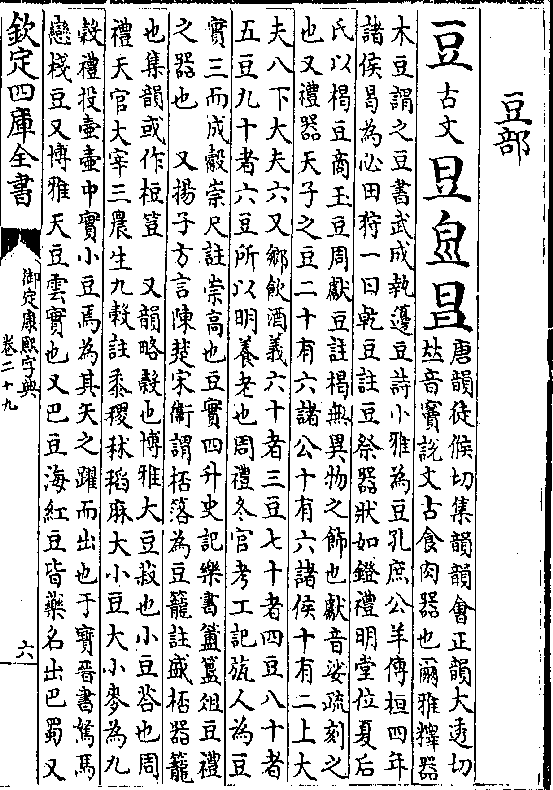 豆部
豆 古文 𣅋 𥁰 𣇄 唐韻徒候切集韻韻會正韻大透切
𠀤音竇說文古食肉器也爾雅釋器
木豆謂之豆書武成執籩豆詩小雅為豆孔庶公羊傳桓四年
諸侯曷為必田狩一曰乾豆註豆祭器狀如鐙禮明堂位夏后
氏以楬豆商玉豆周獻豆註楬無異物之飾也獻音娑疏刻之
也又禮器天子之豆二十有六諸公十有六諸侯十有二上大
夫八下大夫六又鄉飲酒義六十者三豆七十者四豆八十者
五豆九十者六豆所以明養老也周禮冬官考工記瓬人為豆
實三而成觳崇尺註崇高也豆實四升史記樂書簠簋俎豆禮
之器也 又揚子方言陳楚宋衞謂桮落為豆籠註盛桮器籠
也集韻或作梪䇺 又韻略穀也博雅大豆菽也小豆荅也周
禮天官大宰三農生九穀註黍稷秫稻麻大小豆大小麥為九
穀禮投壺壺中實小豆焉為其矢之躍而出也于寶晉書駑馬
戀棧豆又博雅天豆雲實也又巴豆海紅豆皆藥名出巴蜀又
欽定四庫全書
御定康熙字典
卷二十九
六